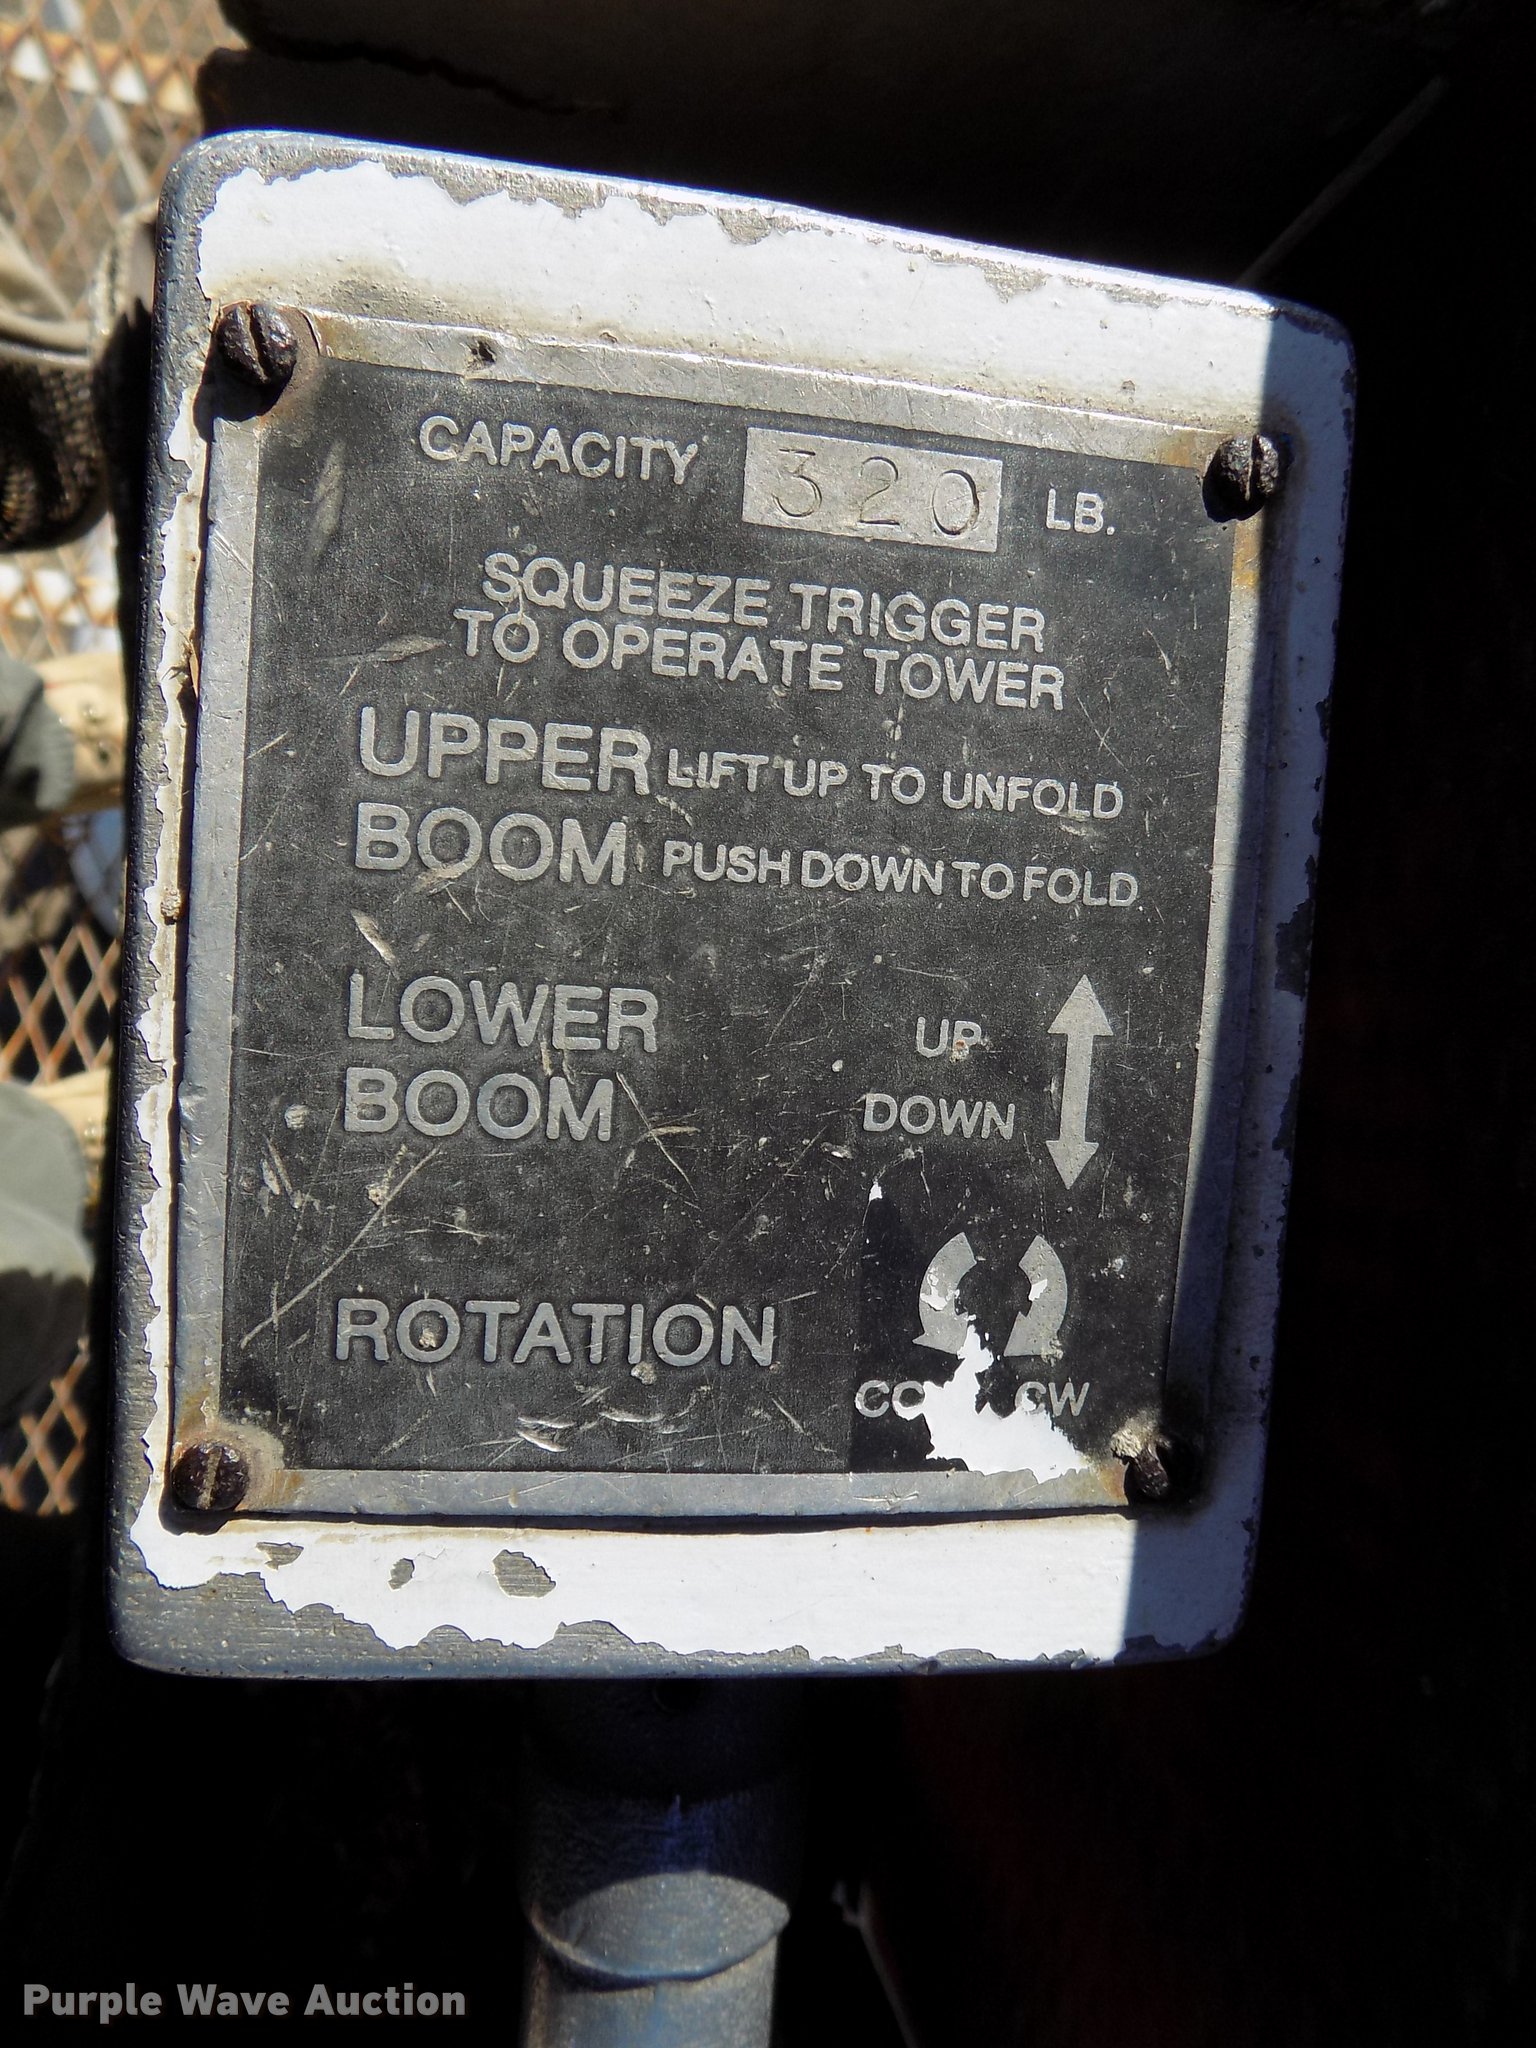 CAPACITY 320 LB.
SQUEEZE TRIGGER
TO OPERATE TOWER
UPPER LIFT UP TO UNFOLD
BOOM PUSH DOWN TO FOLD
LOWER UP
BOOM DOWN
ROTATION
CW
Purple Wave Auction